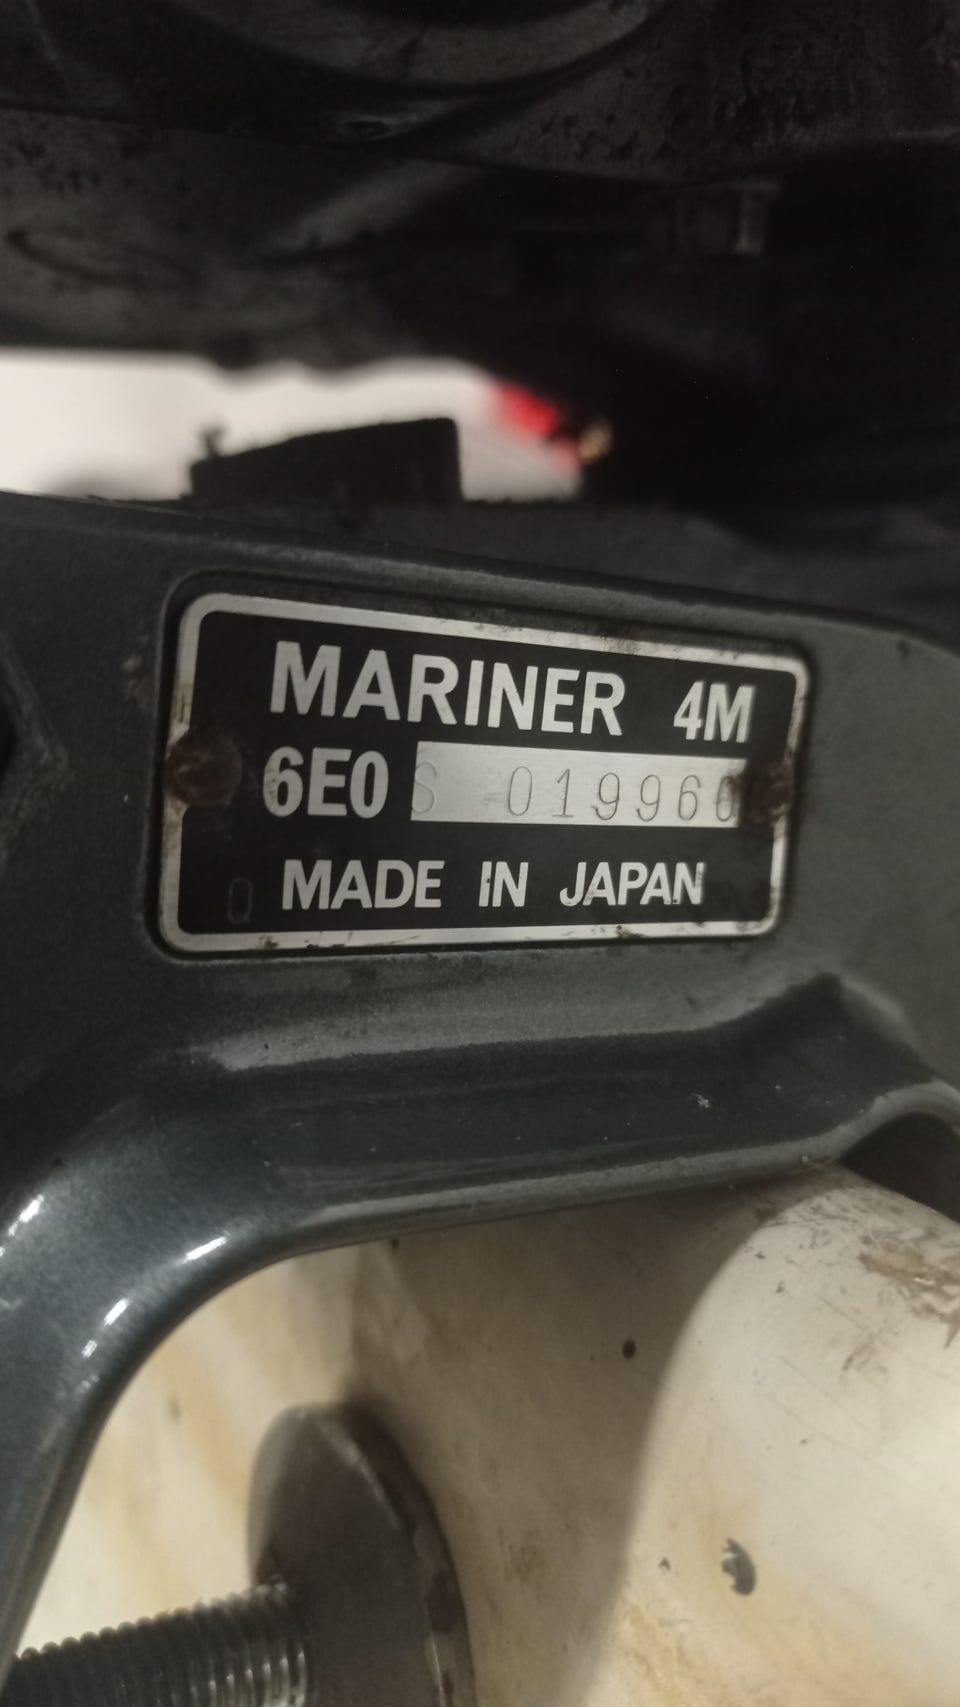 MARINER 4M
6E0 S 019960
MADE IN JAPAN
Q